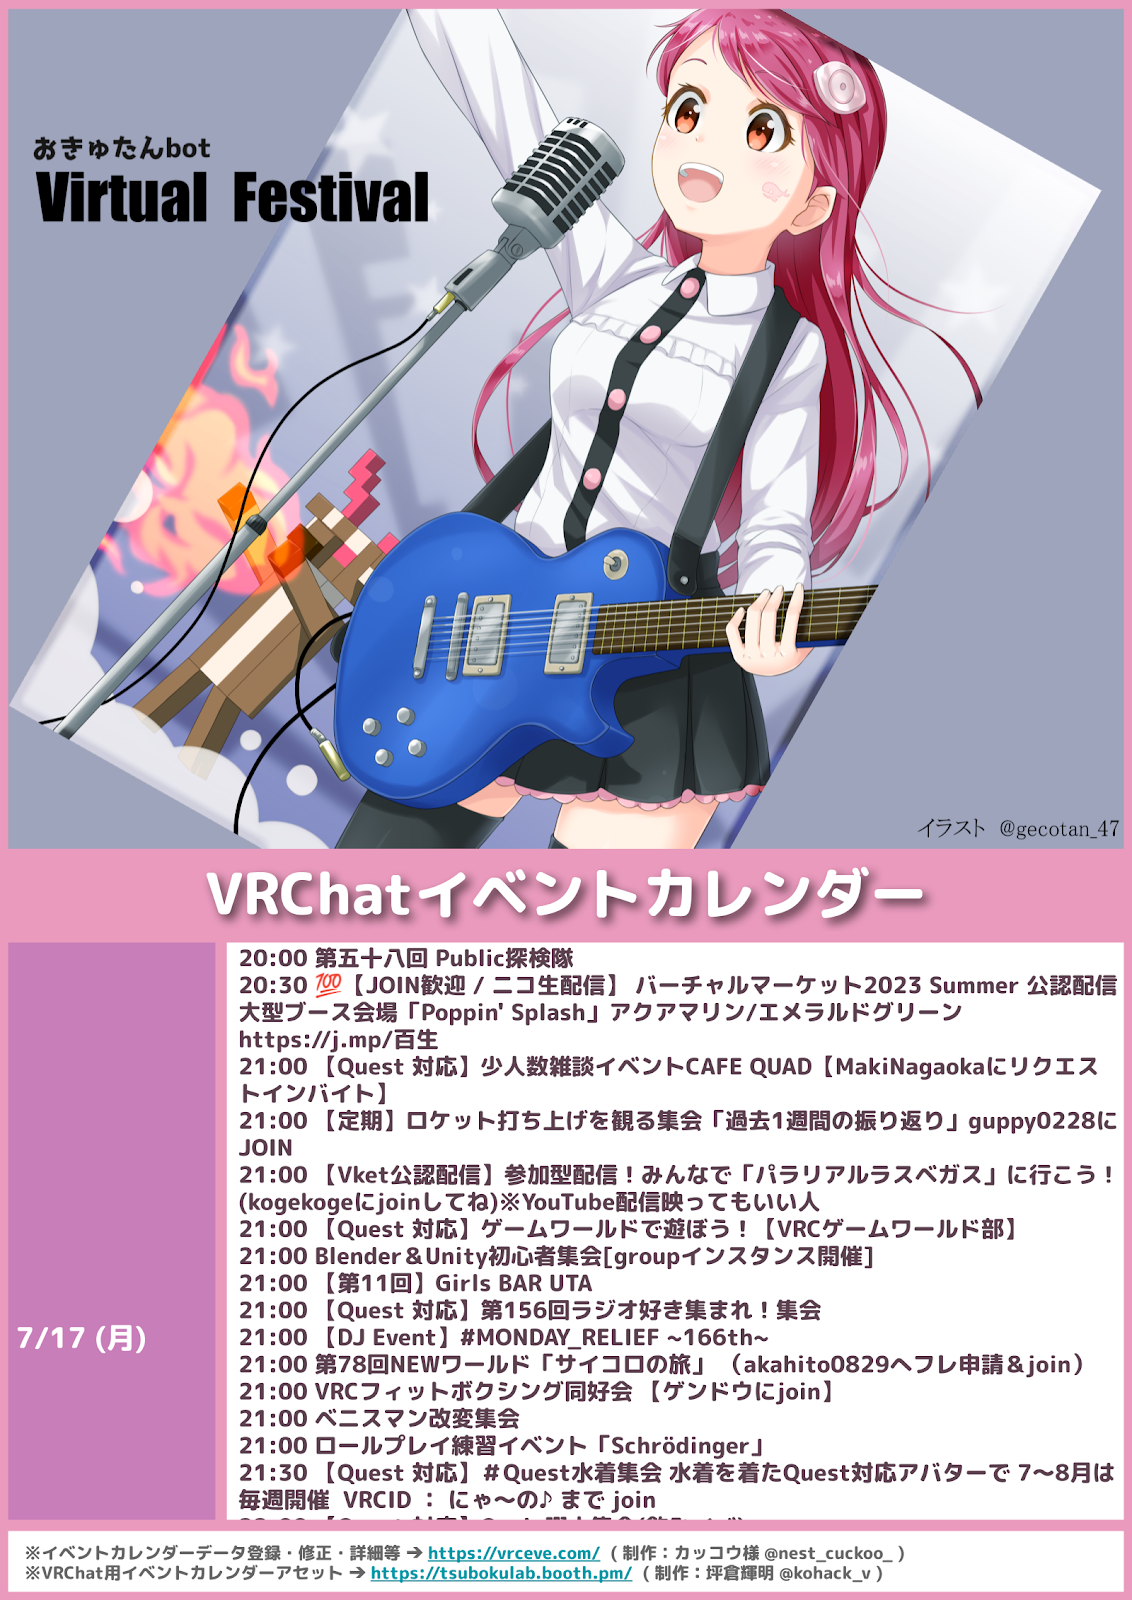 おきゅたんbot
Virtual Festival
イラスト @gecotan_47
VRChatイベントカレンダー
7/17 (月)
20:00 第五十八回 Public探検隊
20:30 💯【JOIN歓迎 / ニコ生配信】 バーチャルマーケット2023 Summer 公認配信
大型ブース会場「Poppin' Splash」アクアマリン/エメラルドグリーン
https://j.mp/百生
21:00 【Quest 対応】少人数雑談イベントCAFE QUAD【MakiNagaokaにリクエス
トインバイト】
21:00 【定期】ロケット打ち上げを観る集会「過去1週間の振り返り」guppy0228に
JOIN
21:00 【Vket公認配信】参加型配信！みんなで「パラリアルラスベガス」に行こう！
(kogekogeにjoinしてね)※YouTube配信映ってもいい人
21:00 【Quest 対応】ゲームワールドで遊ぼう！【VRCゲームワールド部】
21:00 Blender＆Unity初心者集会[groupインスタンス開催]
21:00 【第11回】Girls BAR UTA
21:00 【Quest 対応】第156回ラジオ好き集まれ！集会
21:00 【DJ Event】#MONDAY_RELIEF ~166th~
21:00 第78回NEWワールド「サイコロの旅」（akahito0829へフレ申請＆join）
21:00 VRCフィットボクシング同好会 【ゲンドウにjoin】
21:00 ベニスマン改変集会
21:00 ロールプレイ練習イベント「Schrödinger」
21:30 【Quest 対応】＃Quest水着集会 水着を着たQuest対応アバターで 7～8月は
毎週開催 VRCID ： にゃ～の♪ まで join
※イベントカレンダーデータ登録・修正・詳細等 ➔ https://vrceve.com/ ( 制作：カッコウ様 @nest_cuckoo_ )
※VRChat用イベントカレンダーアセット ➔ https://tsubokulab.booth.pm/ ( 制作：坪倉輝明 @kohack_v )